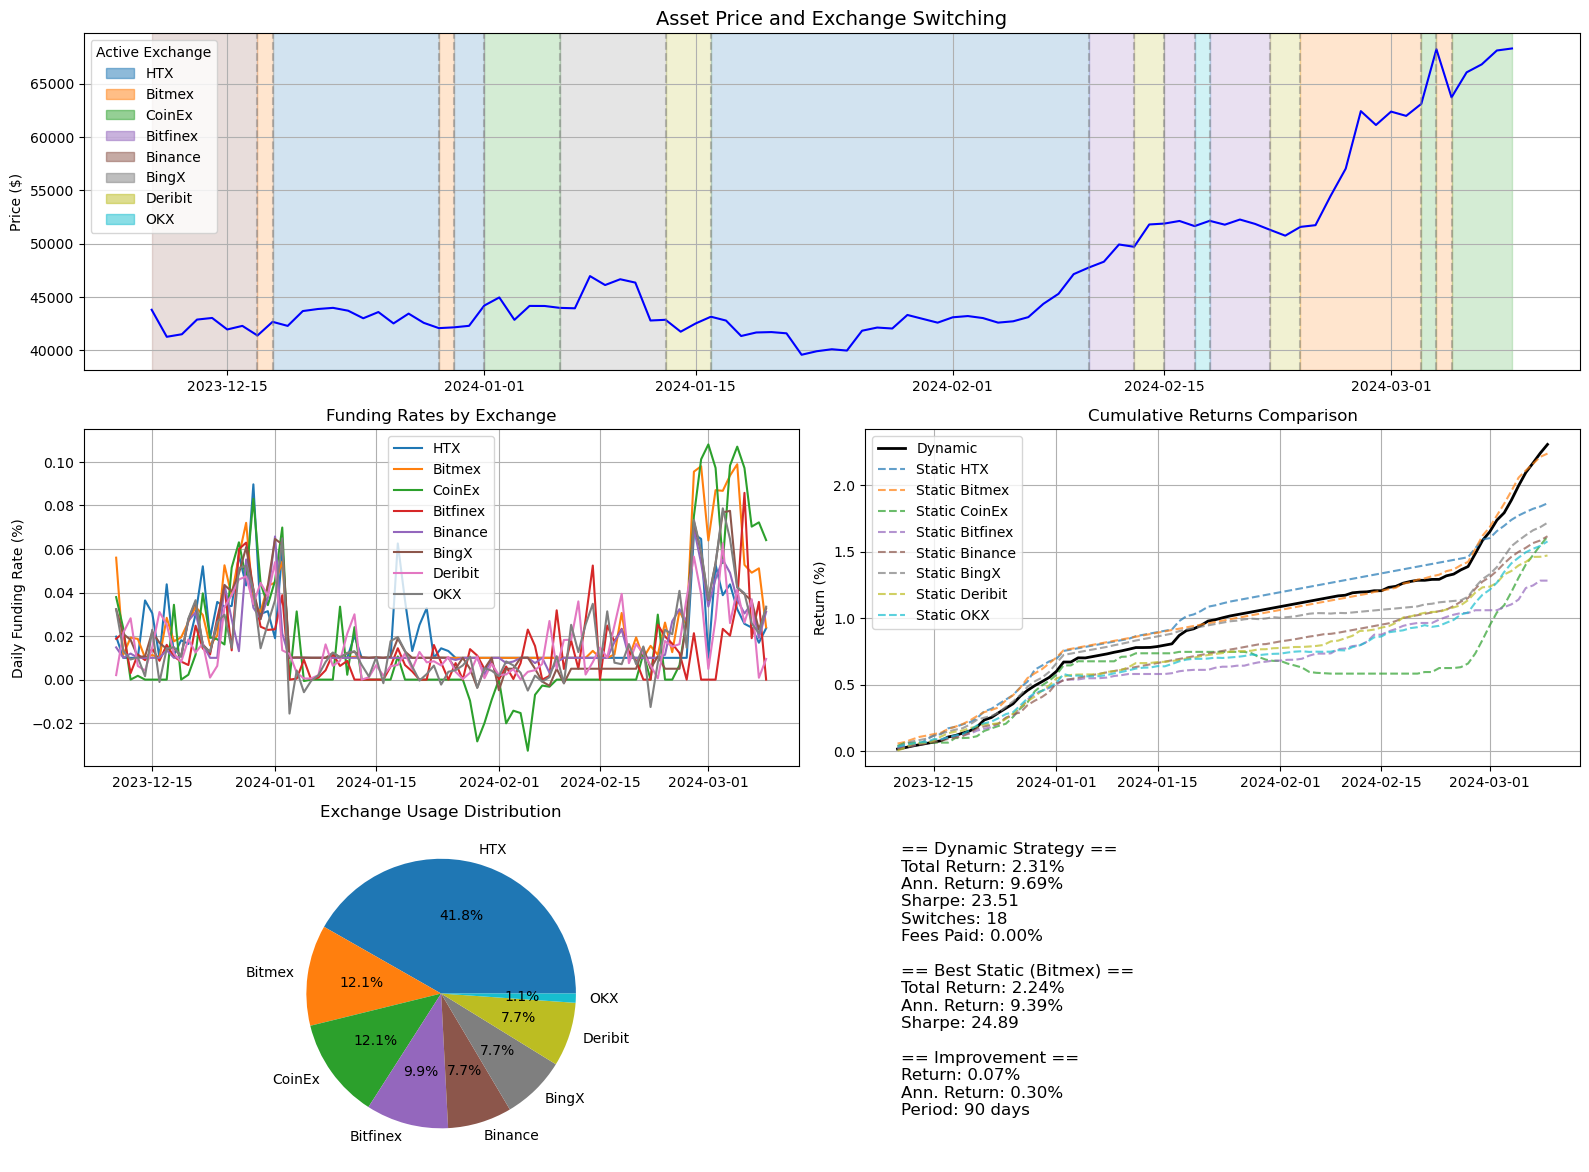 Asset Price and Exchange Switching
Price ($)
65000
60000
55000
50000
45000
40000
Active Exchange
HTX
Bitmex
CoinEx
Bitfinex
Binance
BingX
Deribit
OKX
2023-12-15
2024-01-01
2024-01-15
2024-02-01
2024-02-15
2024-03-01
Funding Rates by Exchange
Daily Funding Rate (%)
0.10
0.08
0.06
0.04
0.02
0.00
−0.02
HTX
Bitmex
CoinEx
Bitfinex
Binance
BingX
Deribit
OKX
2023-12-15
2024-01-01
2024-01-15
2024-02-01
2024-02-15
2024-03-01
Cumulative Returns Comparison
Return (%)
2.0
1.5
1.0
0.5
0.0
Dynamic
Static HTX
Static Bitmex
Static CoinEx
Static Bitfinex
Static Binance
Static BingX
Static Deribit
Static OKX
2023-12-15
2024-01-01
2024-01-15
2024-02-01
2024-02-15
2024-03-01
Exchange Usage Distribution
HTX
41.8%
Bitmex
12.1%
CoinEx
12.1%
Bitfinex
9.9%
Binance
7.7%
BingX
7.7%
Deribit
7.7%
OKX
1.1%
== Dynamic Strategy ==
Total Return: 2.31%
Ann. Return: 9.69%
Sharpe: 23.51
Switches: 18
Fees Paid: 0.00%
== Best Static (Bitmex) ==
Total Return: 2.24%
Ann. Return: 9.39%
Sharpe: 24.89
== Improvement ==
Return: 0.07%
Ann. Return: 0.30%
Period: 90 days